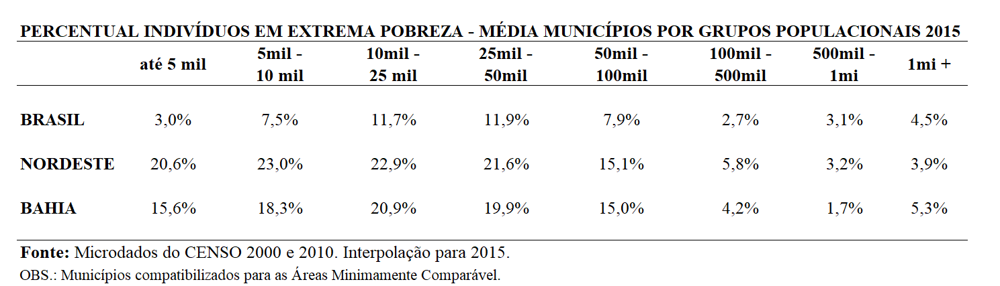 PERCENTUAL INDIVÍDUOS EM EXTREMA POBREZA - MÉDIA MUNICÍPIOS POR GRUPOS POPULACIONAIS 2015
até 5 mil 5mil - 10 mil 10mil - 25 mil 25mil - 50mil 50mil - 100mil 100mil - 500mil 500mil - 1mi 1mi +
BRASIL 3,0% 7,5% 11,7% 11,9% 7,9% 2,7% 3,1% 4,5%
NORDESTE 20,6% 23,0% 22,9% 21,6% 15,1% 5,8% 3,2% 3,9%
BAHIA 15,6% 18,3% 20,9% 19,9% 15,0% 4,2% 1,7% 5,3%
Fonte: Microdados do CENSO 2000 e 2010. Interpolação para 2015.
OBS.: Municípios compatibilizados para as Áreas Minimamente Comparável.